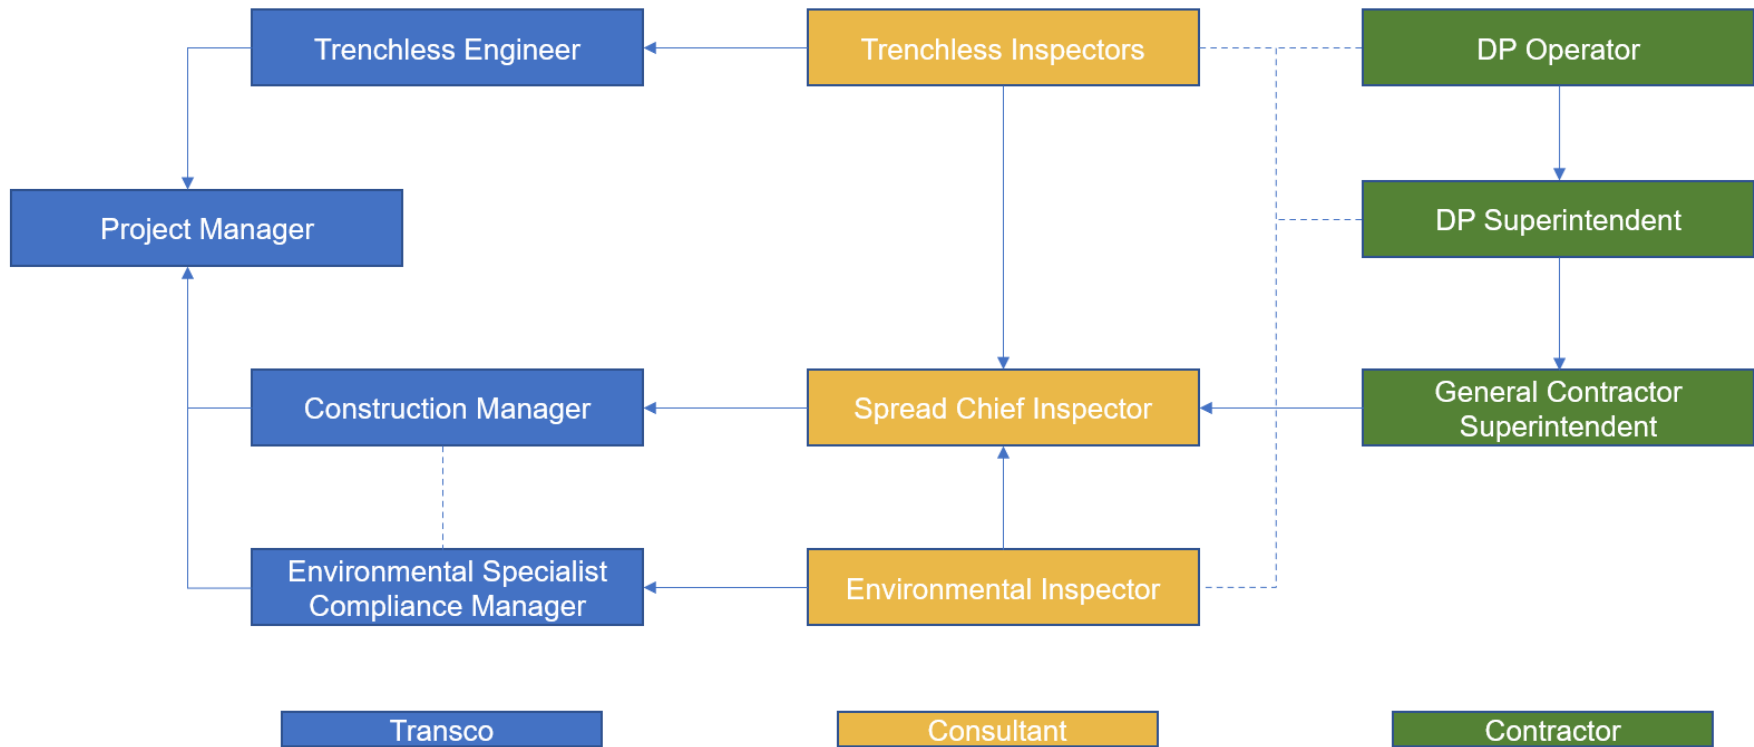 Trenchless Engineer
Trenchless Inspectors
DP Operator
Project Manager
DP Superintendent
Construction Manager
Spread Chief Inspector
General Contractor
Superintendent
Environmental Specialist
Compliance Manager
Environmental Inspector
Transco
Consultant
Contractor